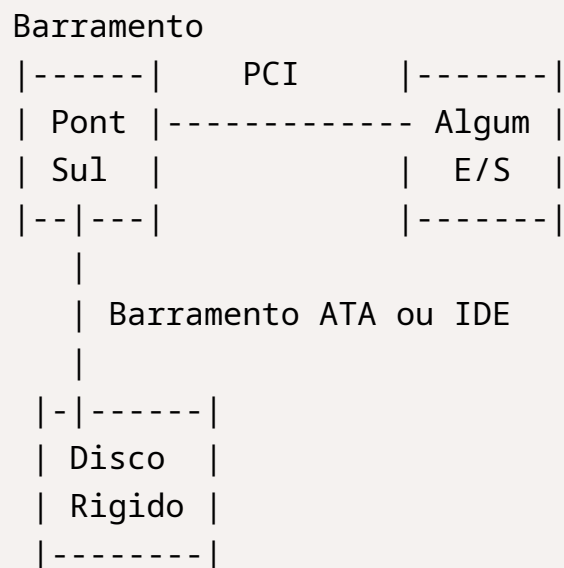 Barramento
|------|     PCI      |-------|
| Pont |------------- Algum |
| Sul  |              |  E/S  |
|--|---|              |-------|
   |
   | Barramento ATA ou IDE
   |
 |-|------|
 | Disco  |
 | Rigido |
 |--------|